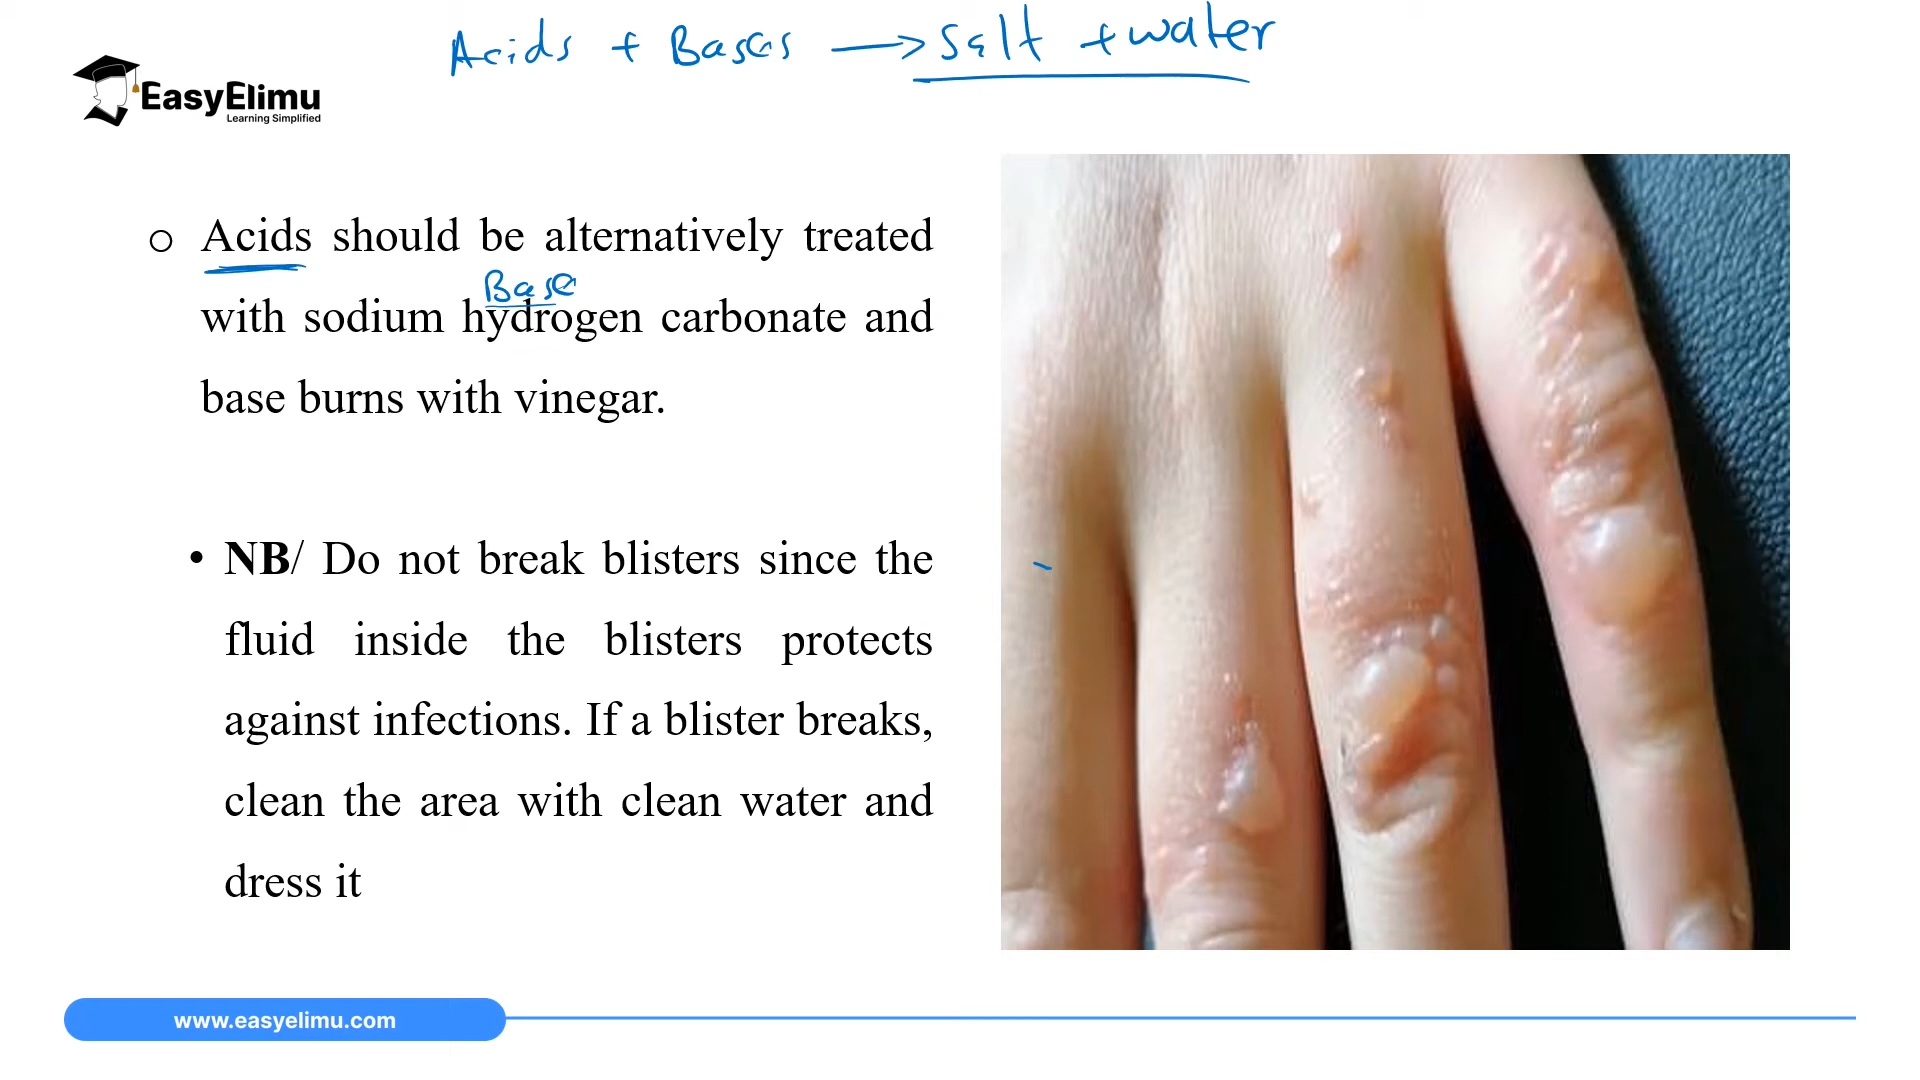 Acids + Bases → Salt + water
EasyElimu
Learning Simplified
o Acids should be alternatively treated
Base
with sodium hydrogen carbonate and
base burns with vinegar.
• NB/ Do not break blisters since the
fluid inside the blisters protects
against infections. If a blister breaks,
clean the area with clean water and
dress it
www.easyelimu.com